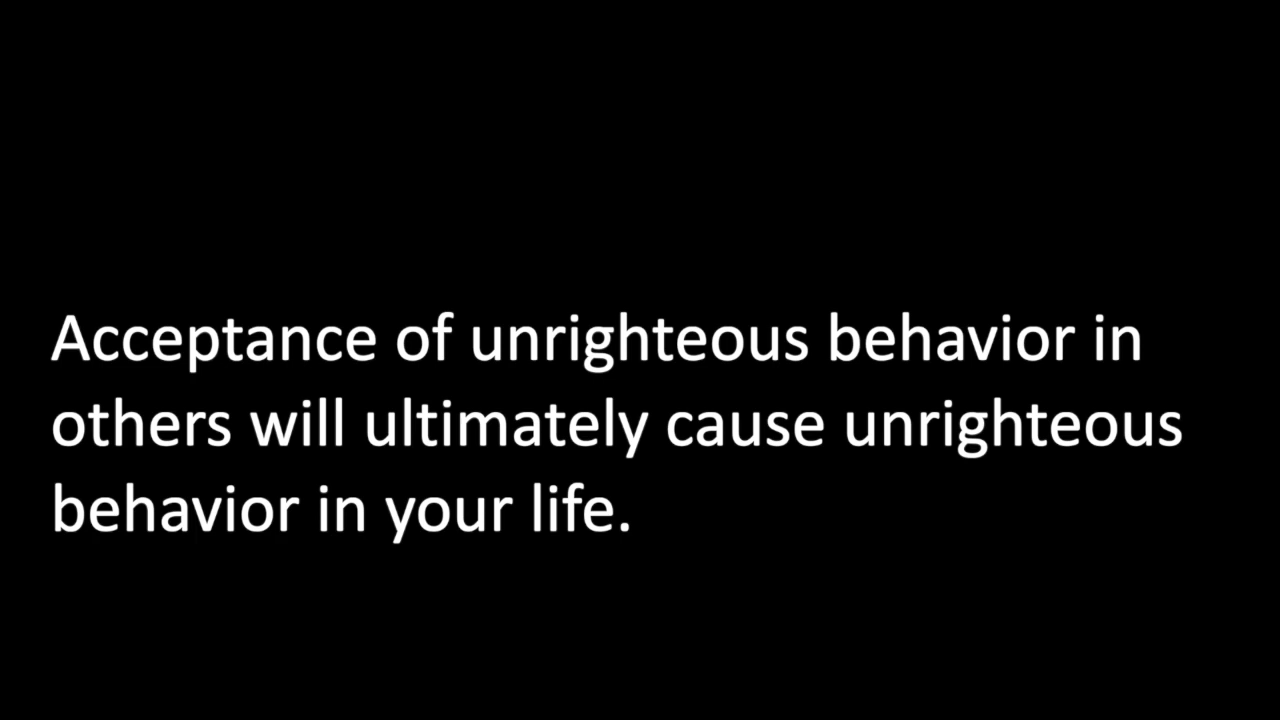 Acceptance of unrighteous behavior in
others will ultimately cause unrighteous
behavior in your life.